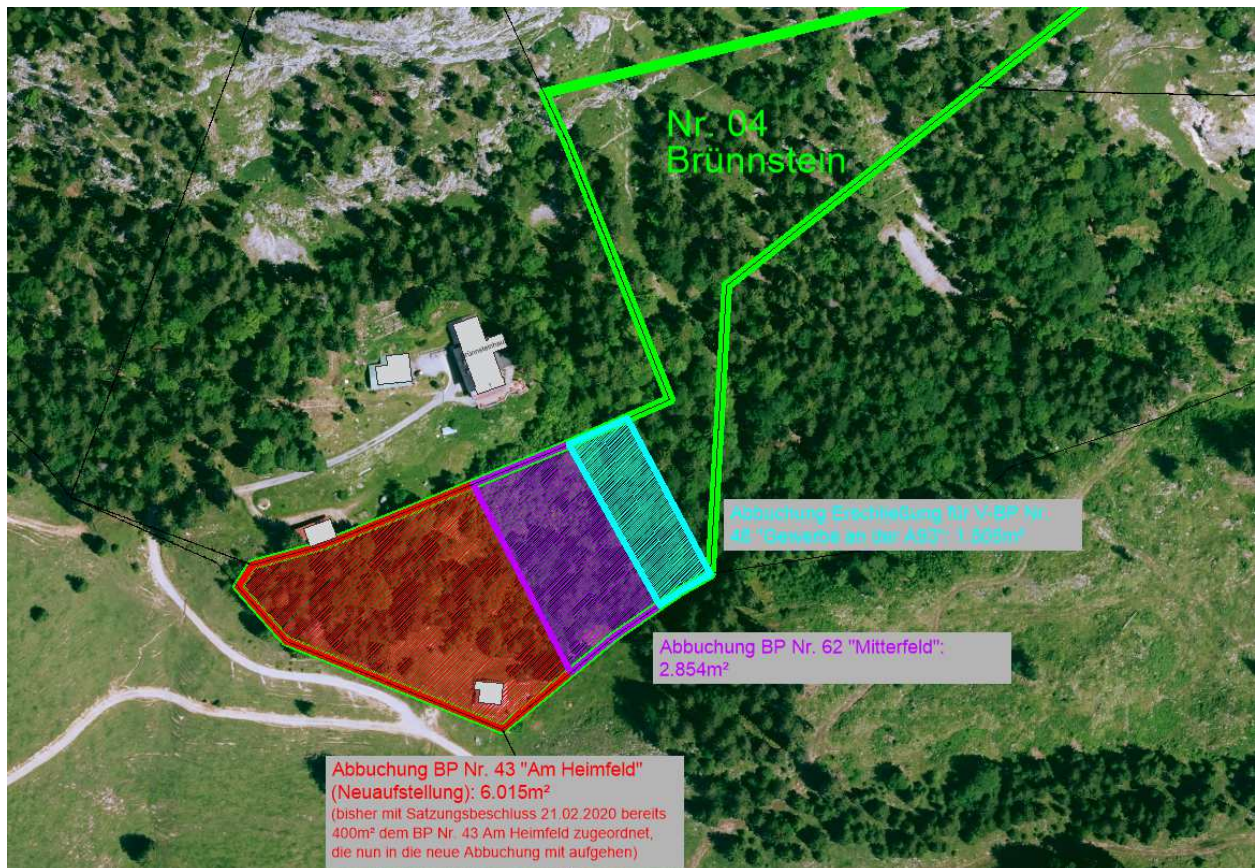 Nr. 04
Brünnstein
Brünnsteinhaus
Abbuchung Erschließung für V-BP Nr.
46 "Gewerbe an der A93": 1.505m²
Abbuchung BP Nr. 62 "Mitterfeld":
2.854m²
Abbuchung BP Nr. 43 "Am Heimfeld"
(Neuaufstellung): 6.015m²
(bisher mit Satzungsbeschluss 21.02.2020 bereits
400m² dem BP Nr. 43 Am Heimfeld zugeordnet,
die nun in die neue Abbuchung mit aufgehen)